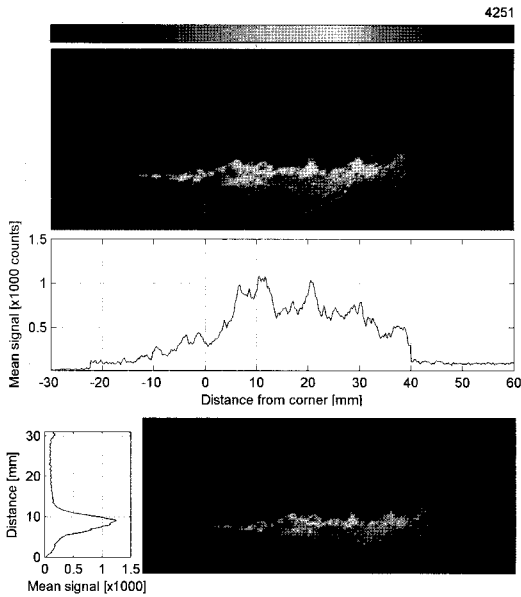 4251
1.5
1
0.5
Mean signal [x1000 counts]
-30 -20 -10 0 10 20 30 40 50 60
Distance from corner [mm]
30
20
10
0
Distance [mm]
0 0.5 1 1.5
Mean signal [x1000]